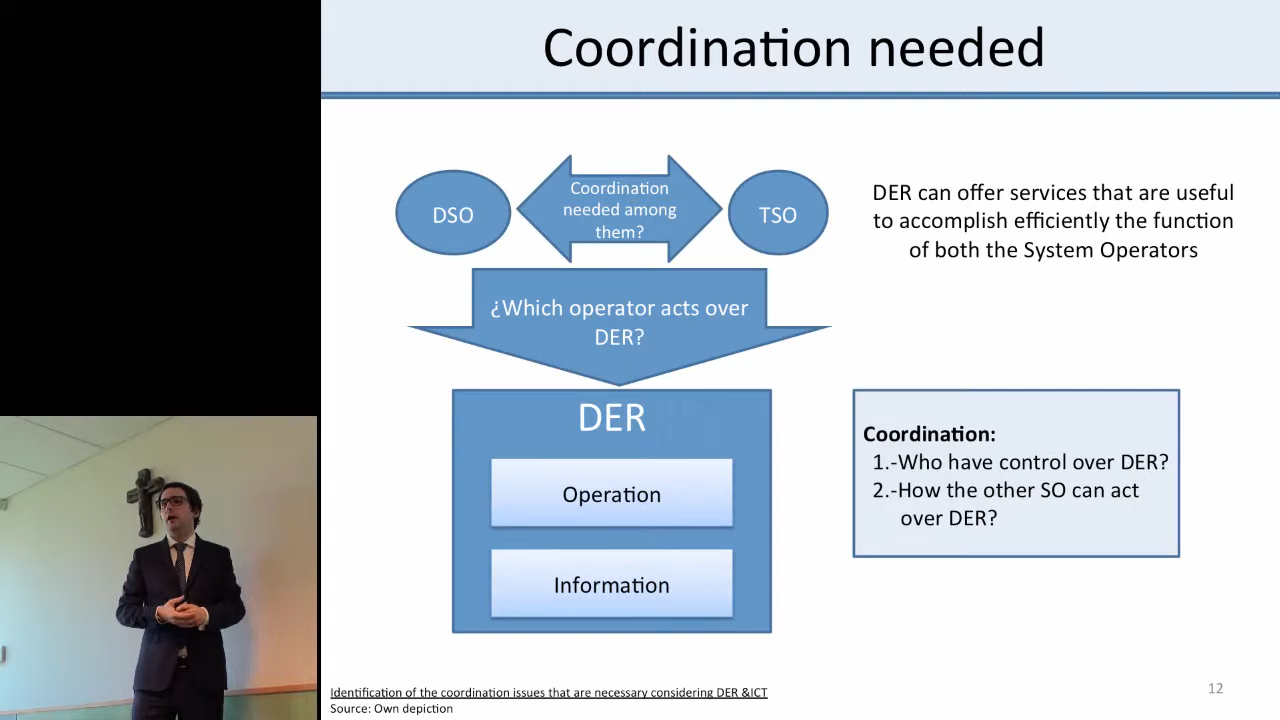 Coordination needed
DSO
Coordination
needed among
them?
TSO
DER can offer services that are useful
to accomplish efficiently the function
of both the System Operators
¿Which operator acts over
DER?
DER
Operation
Information
Coordination:
1.-Who have control over DER?
2.-How the other SO can act
over DER?
Identification of the coordination issues that are necessary considering DER &ICT
Source: Own depiction
12